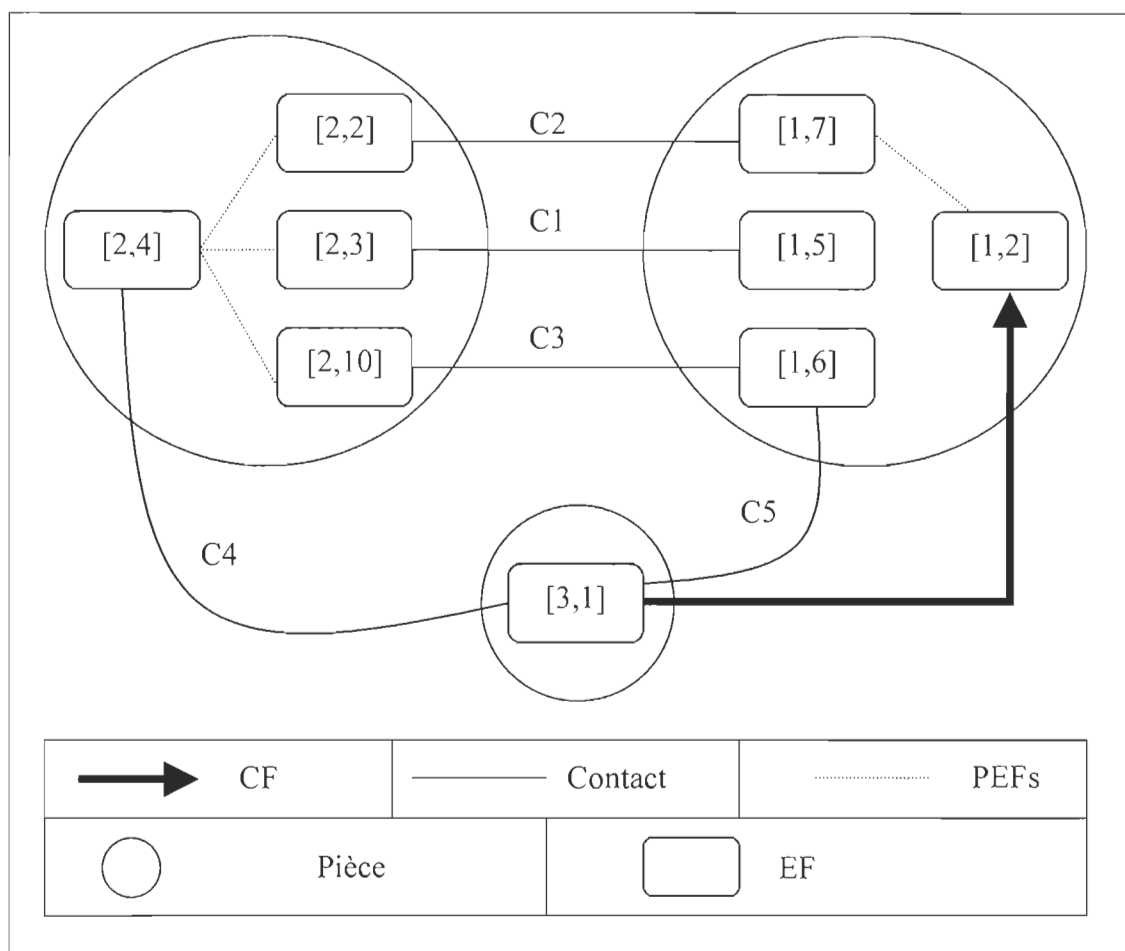 [2,2] C2 [1,7]
[2,4] [2,3] C1 [1,5] [1,2]
[2,10] C3 [1,6]
C4 C5
[3,1]
CF Contact PEFs
Pièce EF